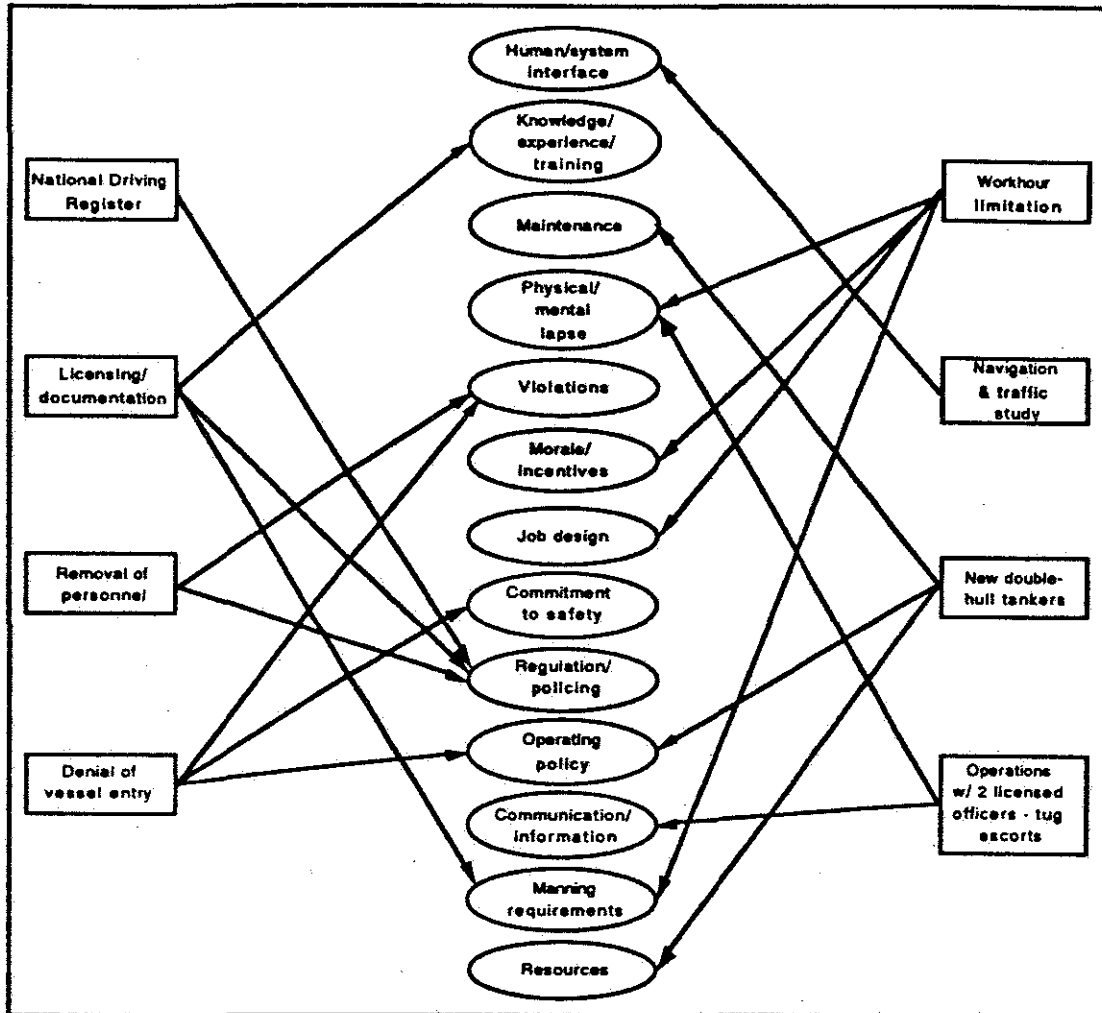 Human/system
interface
Knowledge/
experience/
training
Maintenance
Physical/
mental
lapse
Violations
Morale/
incentives
Job design
Commitment
to safety
Regulation/
policing
Operating
policy
Communication/
information
Manning
requirements
Resources
National Driving
Register
Licensing/
documentation
Removal of
personnel
Denial of
vessel entry
Workhour
limitation
Navigation
& traffic
study
New double-
hull tankers
Operations
w/ 2 licensed
officers - tug
escorts